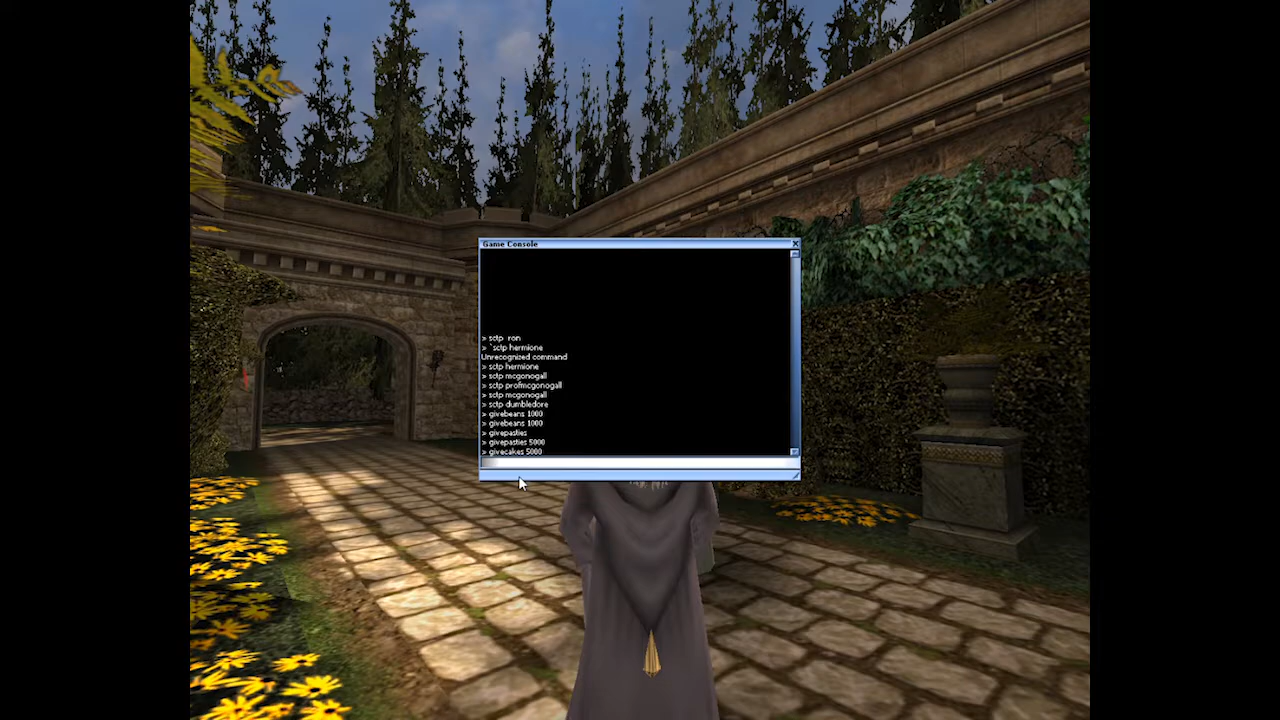 Game Console
> sctp ron
> `sctp hermione
Unrecognized command
> sctp hermione
> sctp mcgonogall
> sctp profmcgonogall
> sctp mcgonogall
> sctp dumbledore
> givebeans 1000
> givebeans 1000
> givepasties
> givepasties 5000
> givecakes 5000